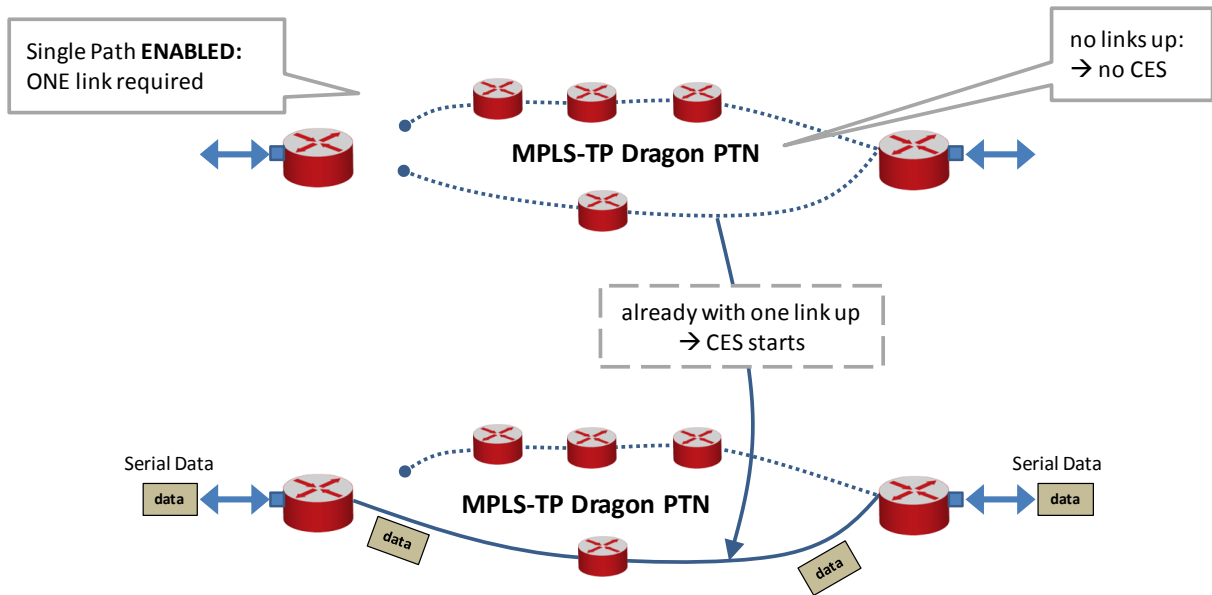 Single Path ENABLED:
ONE link required
no links up:
→ no CES
MPLS-TP Dragon PTN
already with one link up
→ CES starts
Serial Data
data
MPLS-TP Dragon PTN
Serial Data
data
data
data